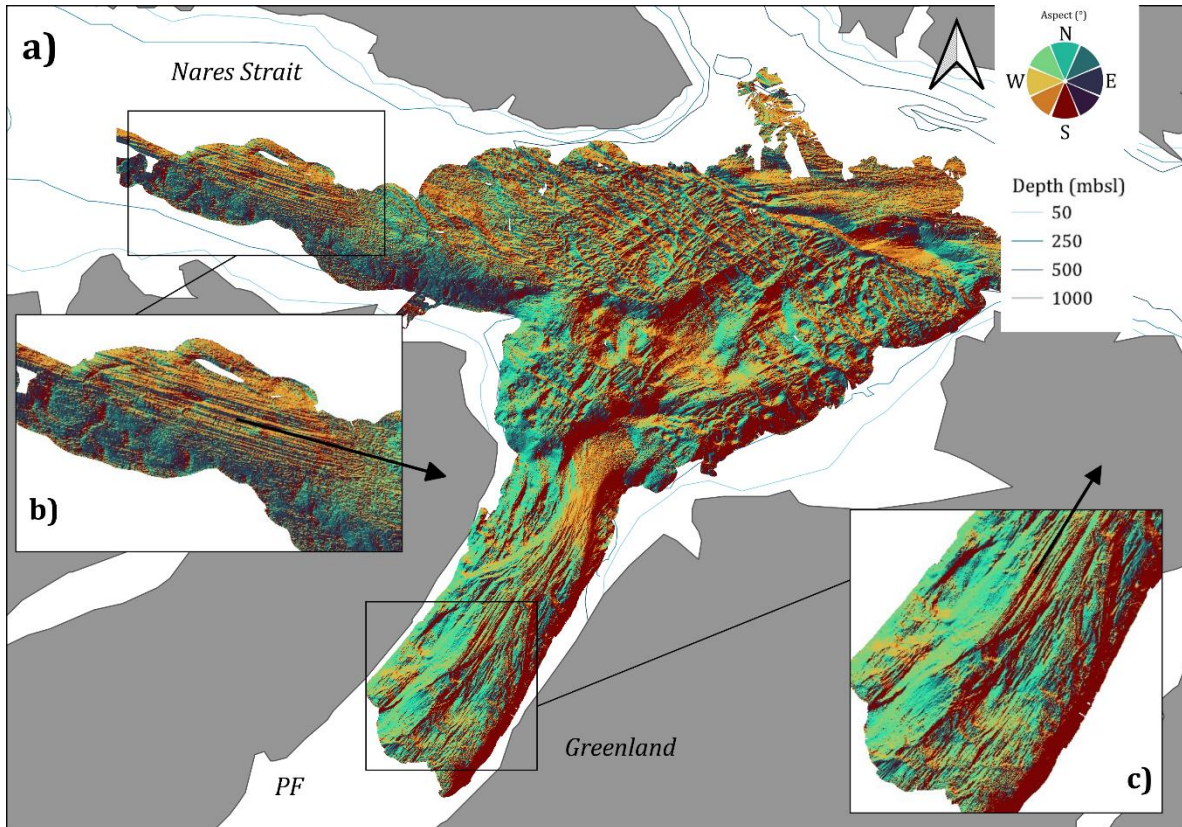 a)
Nares Strait
Aspect (°)
N
W
E
S
Depth (mbsl)
50
250
500
1000
b)
Greenland
PF
c)